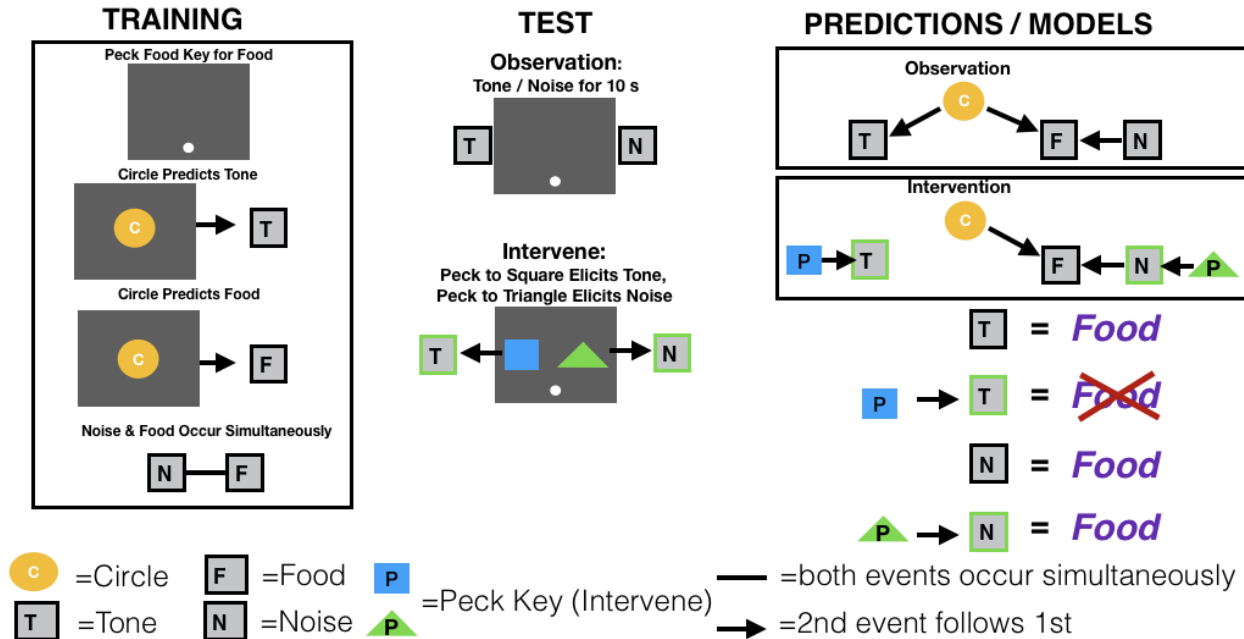 TRAINING
Peck Food Key for Food
Circle Predicts Tone
C
T
Circle Predicts Food
C
F
Noise & Food Occur Simultaneously
N
F
TEST
Observation:
Tone / Noise for 10 s
T
N
Intervene:
Peck to Square Elicits Tone,
Peck to Triangle Elicits Noise
T
N
PREDICTIONS / MODELS
Observation
C
T
F
N
Intervention
C
P
T
F
N
P
T = Food
P T = Food
N = Food
P N = Food
C =Circle
F =Food
P
=Peck Key (Intervene)
=both events occur simultaneously
T =Tone
N =Noise
P
=2nd event follows 1st